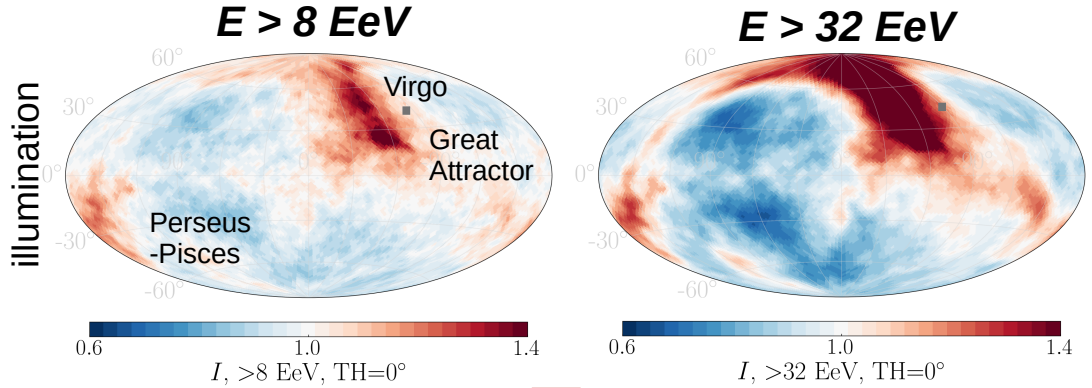 E > 8 EeV
E > 32 EeV
illumination
60°
30°
0°
-30°
-60°
Virgo
Great
Attractor
Perseus
-Pisces
60°
30°
0°
-30°
-60°
0.6 1.0 1.4
I, >8 EeV, TH=0°
0.6 1.0 1.4
I, >32 EeV, TH=0°